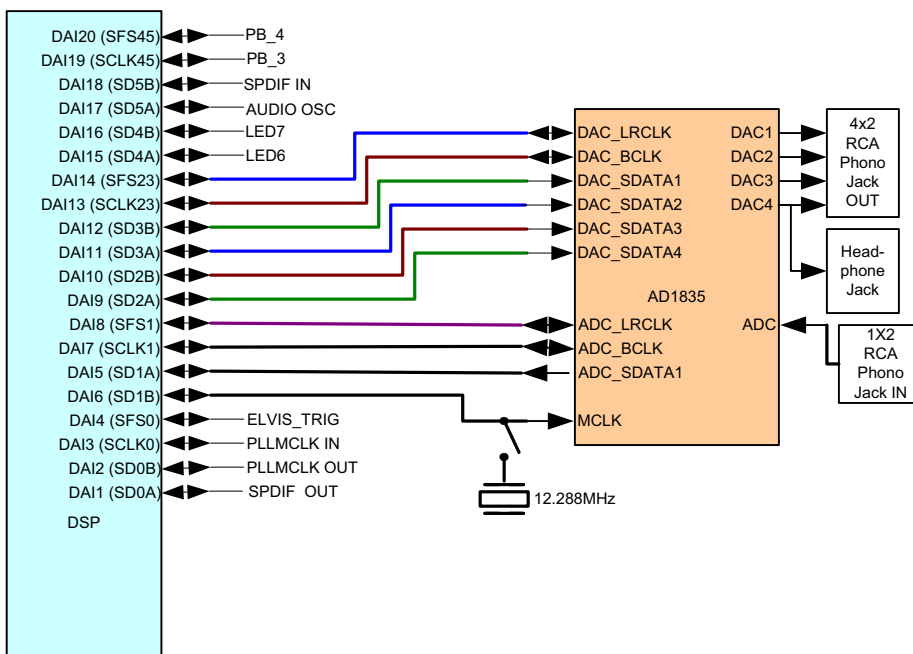 DAI20 (SFS45)
DAI19 (SCLK45)
DAI18 (SD5B)
DAI17 (SD5A)
DAI16 (SD4B)
DAI15 (SD4A)
DAI14 (SFS23)
DAI13 (SCLK23)
DAI12 (SD3B)
DAI11 (SD3A)
DAI10 (SD2B)
DAI9 (SD2A)
DAI8 (SFS1)
DAI7 (SCLK1)
DAI5 (SD1A)
DAI6 (SD1B)
DAI4 (SFS0)
DAI3 (SCLK0)
DAI2 (SD0B)
DAI1 (SD0A)
DSP
PB_4
PB_3
SPDIF IN
AUDIO OSC
LED7
LED6
ELVIS_TRIG
PLLMCLK IN
PLLMCLK OUT
SPDIF OUT
12.288MHz
DAC_LRCLK
DAC_BCLK
DAC_SDATA1
DAC_SDATA2
DAC_SDATA3
DAC_SDATA4
AD1835
ADC_LRCLK
ADC_BCLK
ADC_SDATA1
MCLK
DAC1
DAC2
DAC3
DAC4
ADC
4x2
RCA
Phono
Jack
OUT
Head-
phone
Jack
1X2
RCA
Phono
Jack IN